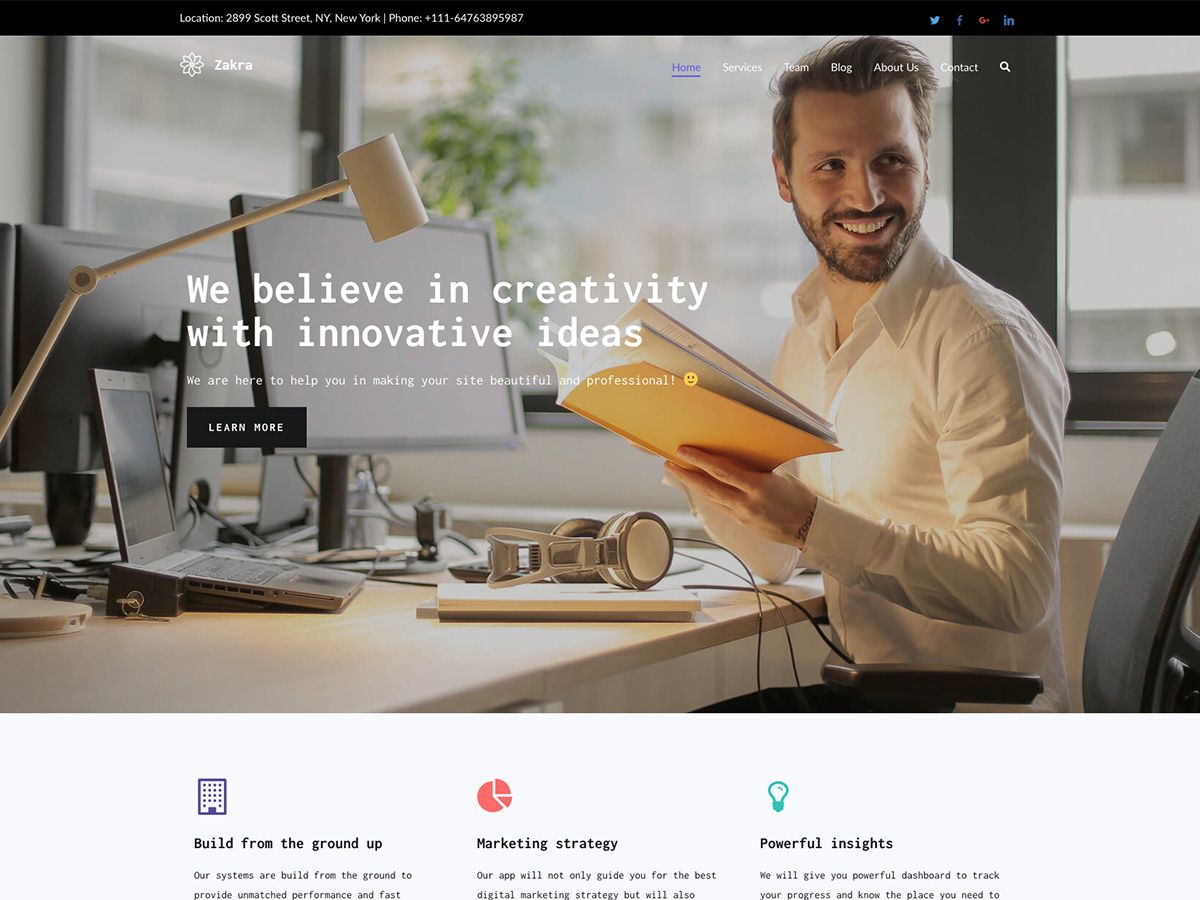 Location: 2899 Scott Street, NY, New York | Phone: +111-64763895987
Zakra
Home Services Team Blog About Us Contact
We believe in creativity
with innovative ideas
We are here to help you in making your site beautiful and professional! 🙂
LEARN MORE
Build from the ground up
Our systems are build from the ground to
provide unmatched performance and fast
Marketing strategy
Our app will not only guide you for the best
digital marketing strategy but will also
Powerful insights
We will give you powerful dashboard to track
your progress and know the place you need to